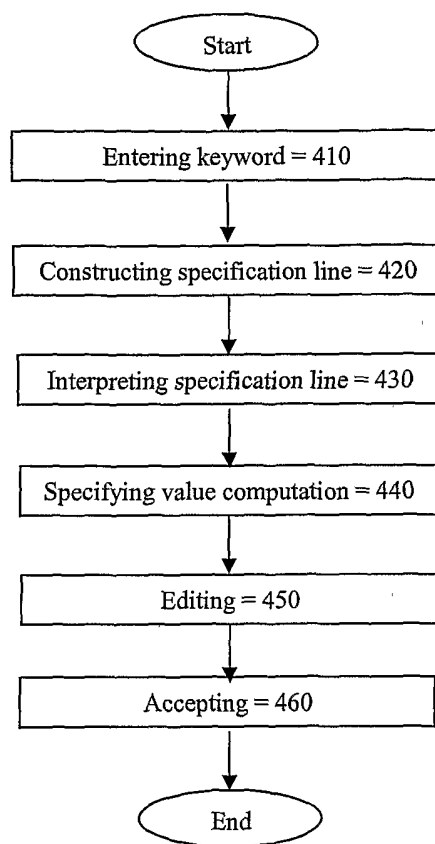 Start
Entering keyword = 410
Constructing specification line = 420
Interpreting specification line = 430
Specifying value computation = 440
Editing = 450
Accepting = 460
End